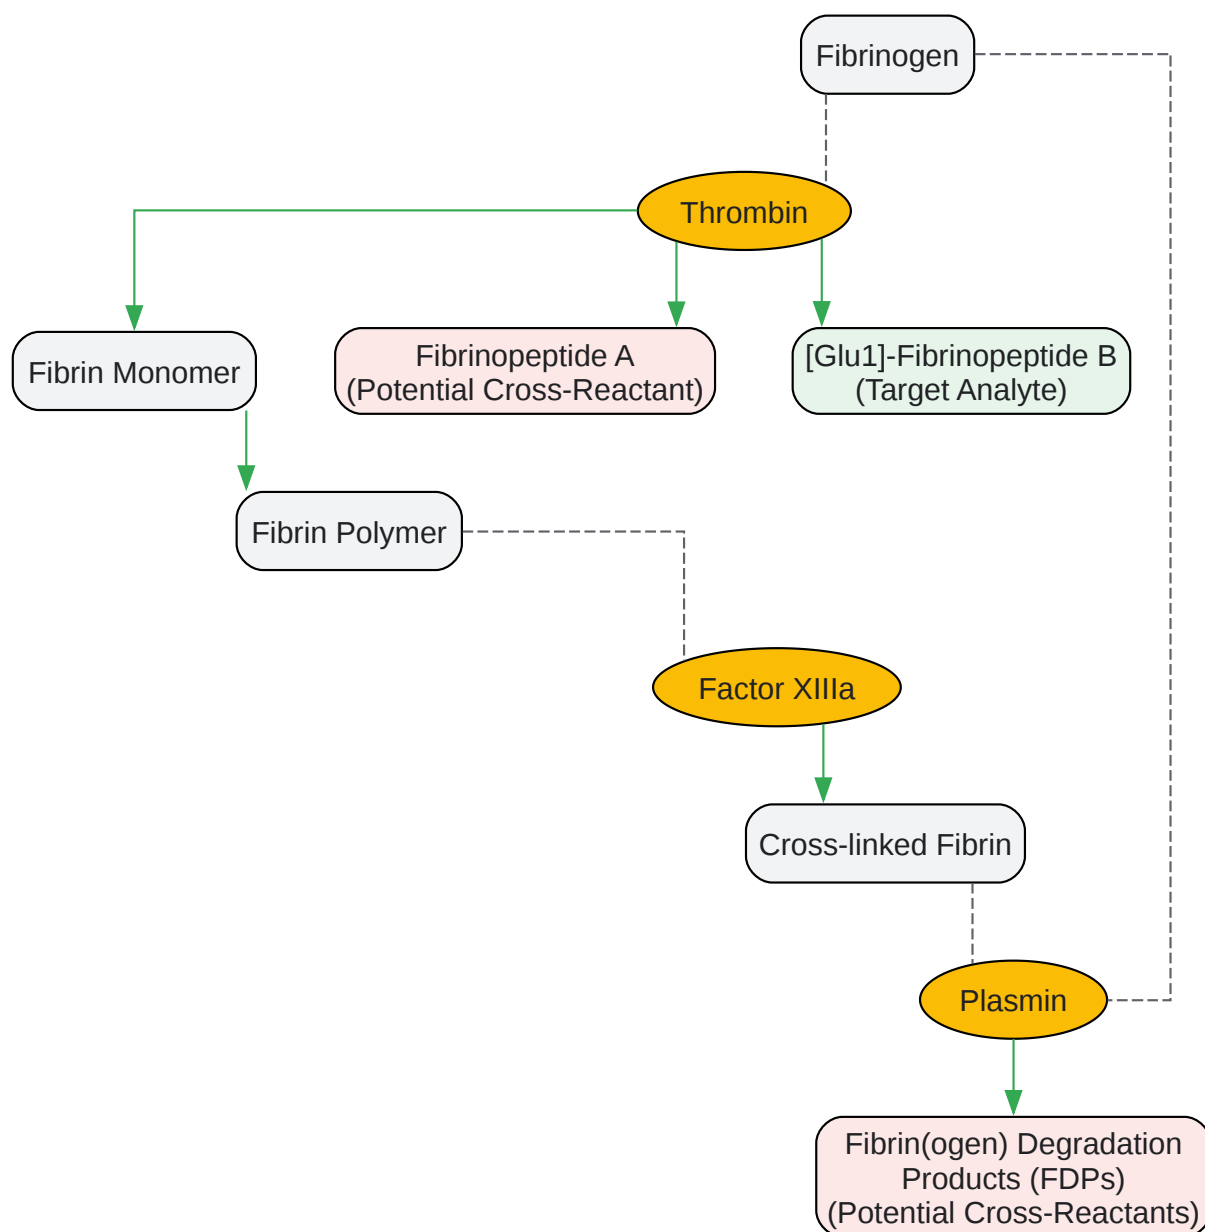 Fibrinogen
Thrombin
Fibrin Monomer
Fibrinopeptide A
(Potential Cross-Reactant)
[Glu1]-Fibrinopeptide B
(Target Analyte)
Fibrin Polymer
Factor XIIIa
Cross-linked Fibrin
Plasmin
Fibrin(ogen) Degradation
Products (FDPs)
(Potential Cross-Reactants)